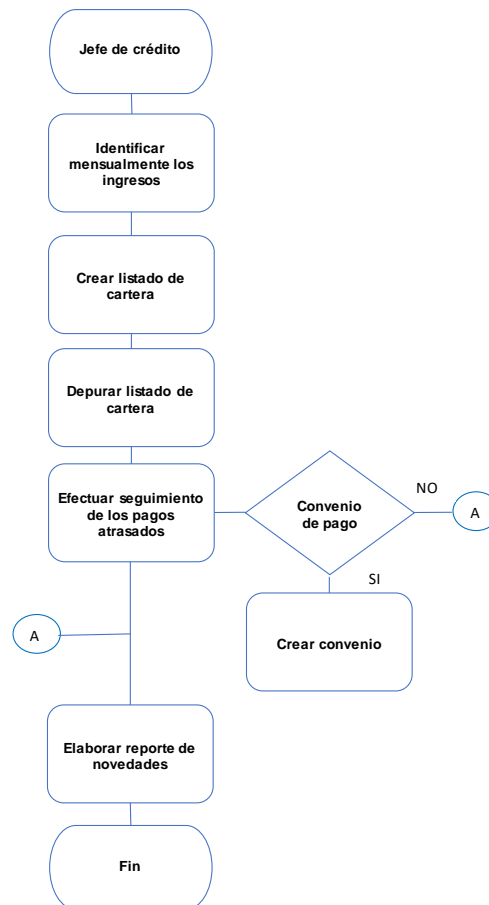 Jefe de crédito
Identificar
mensualmente los
ingresos
Crear listado de
cartera
Depurar listado de
cartera
Efectuar seguimiento
de los pagos
atrasados
Convenio
de pago
NO
A
SI
A
Crear convenio
Elaborar reporte de
novedades
Fin